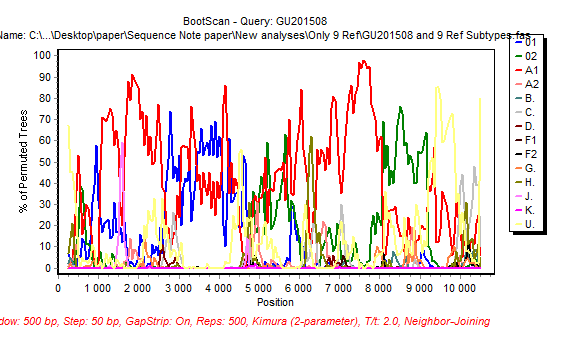 BootScan - Query: GU201508
Name: C:\...\Desktop\paper\Sequence Note paper\New analyses\Only 9 Ref\GU201508 and 9 Ref Subtypes.fas
% of Permuted Trees
100
90
80
70
60
50
40
30
20
10
0
0 1 000 2 000 3 000 4 000 5 000 6 000 7 000 8 000 9 000 10 000
Position
01
02
A1
A2
B.
C.
D.
F1
F2
G.
H.
J.
K.
U.
dow: 500 bp, Step: 50 bp, GapStrip: On, Reps: 500, Kimura (2-parameter), T/t: 2.0, Neighbor-Joining